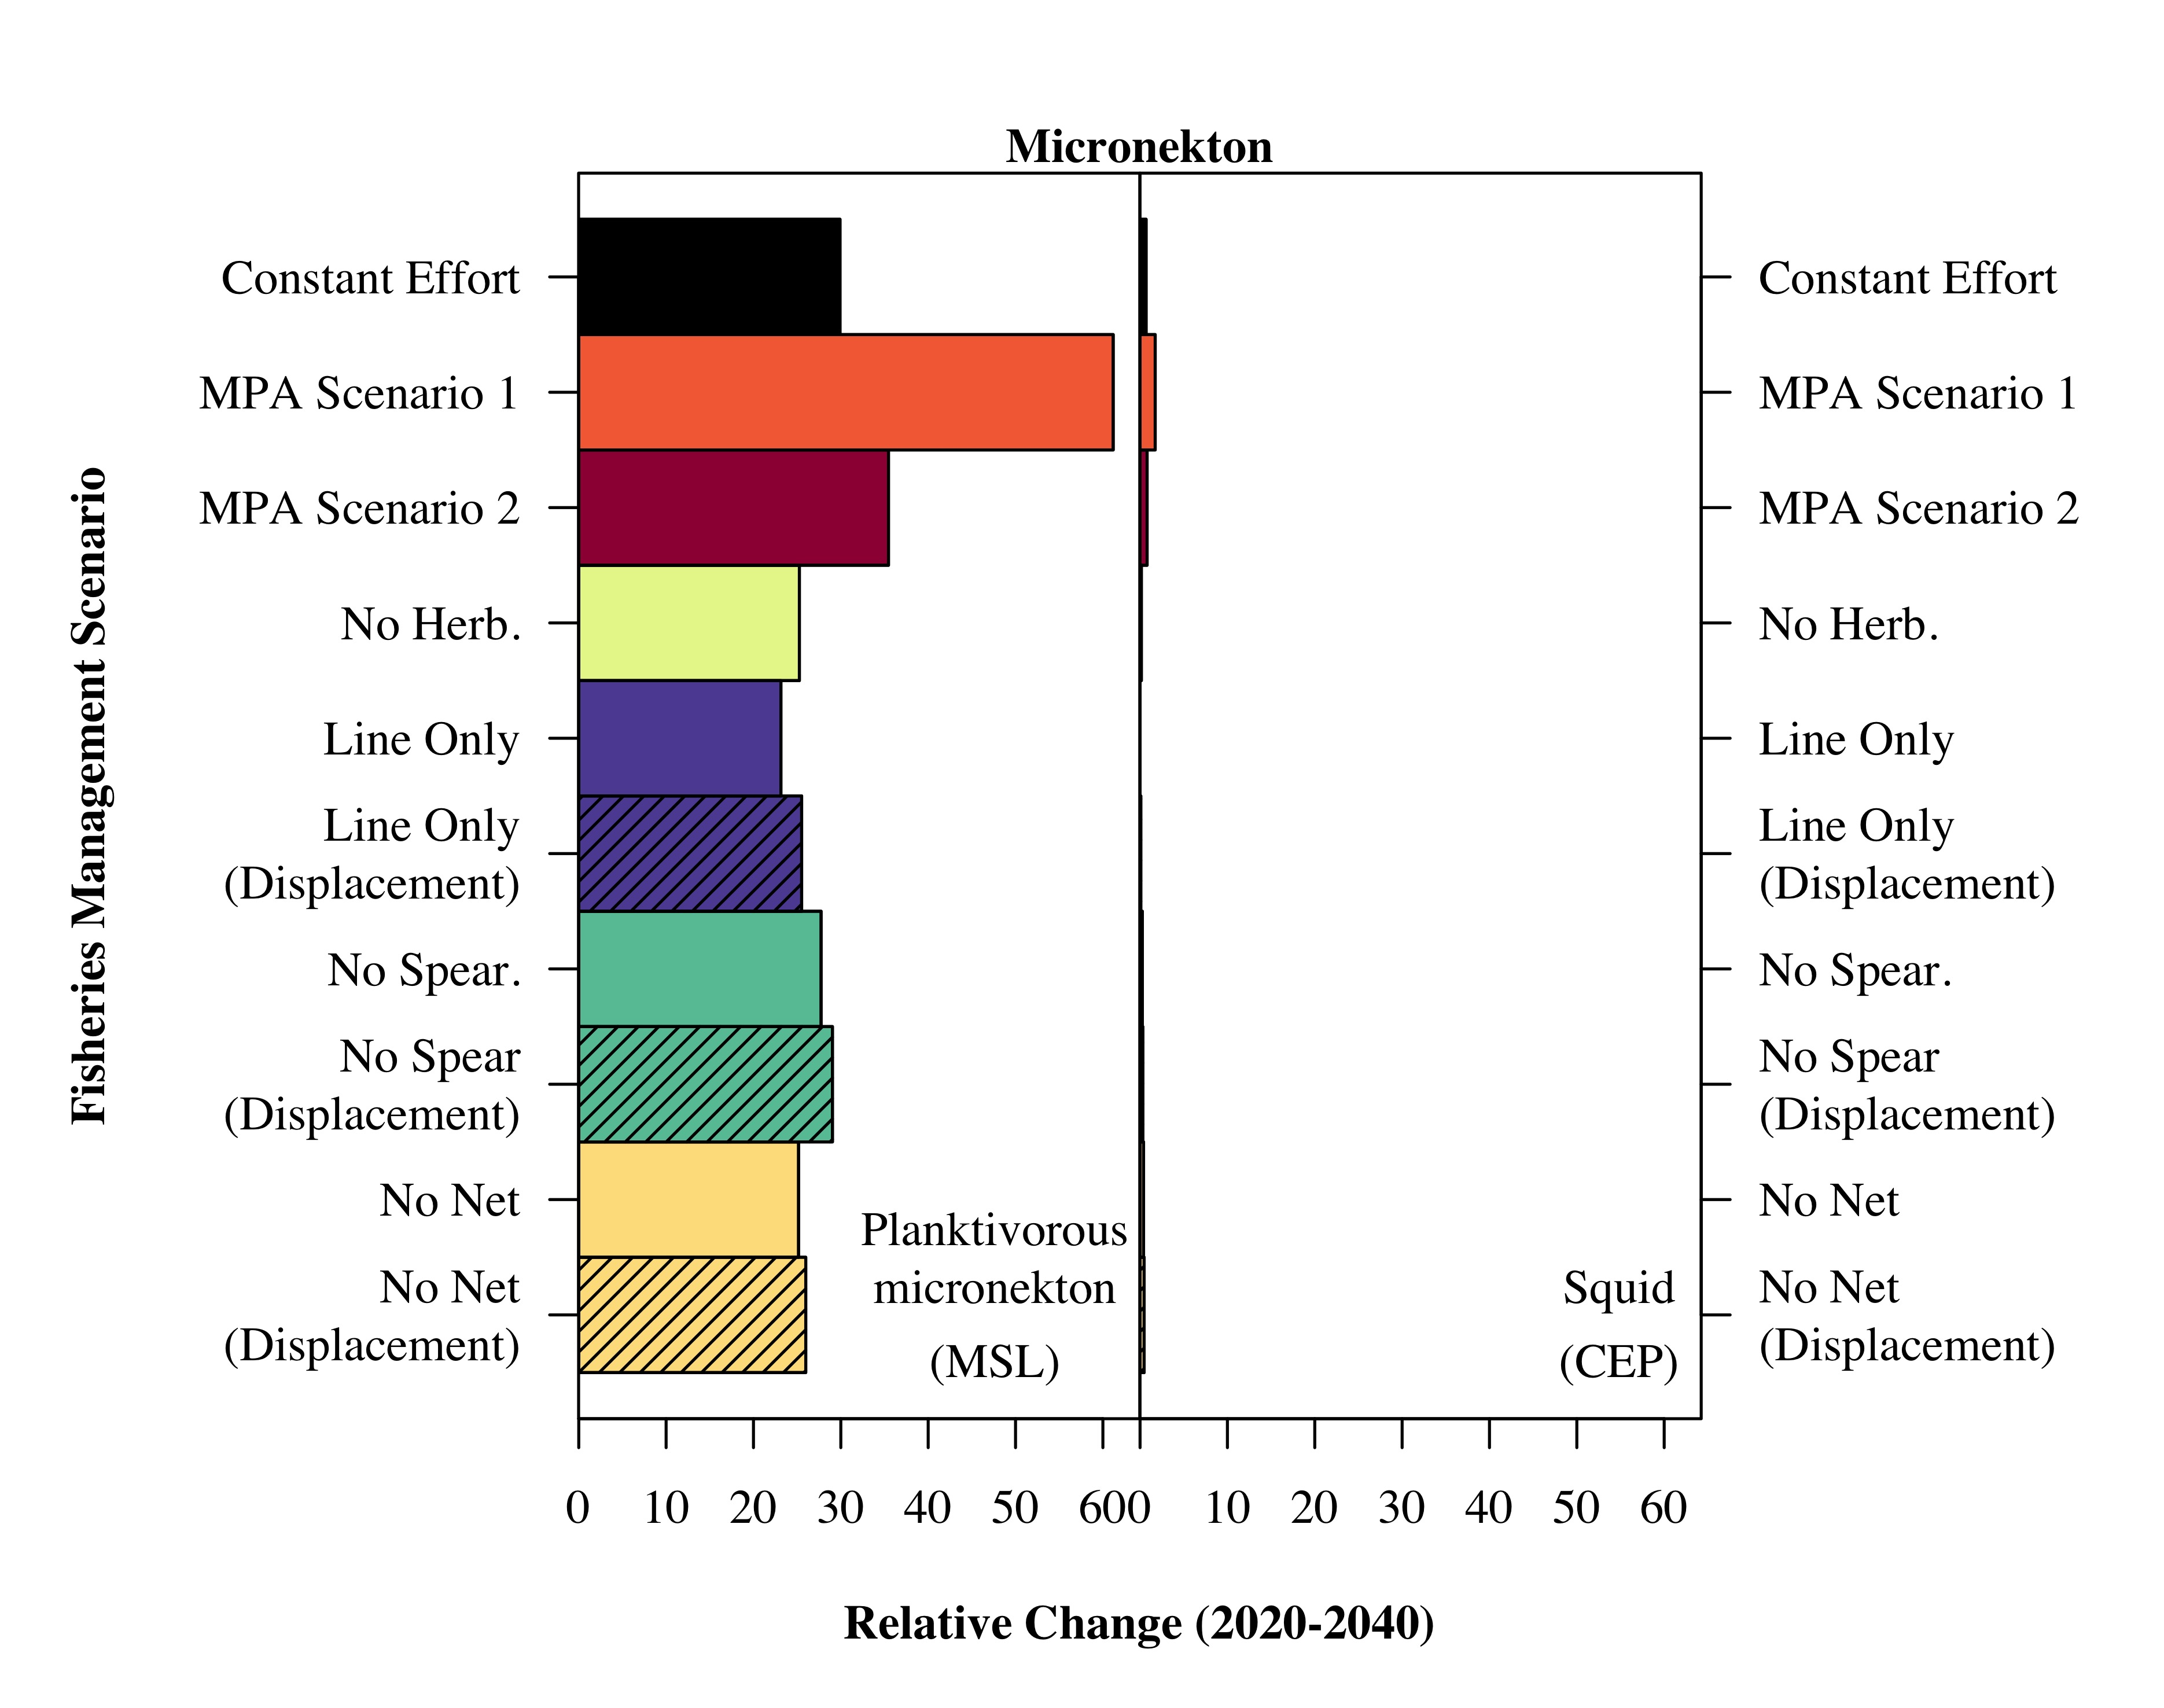 Micronekton
Fisheries Management Scenario
Constant Effort
MPA Scenario 1
MPA Scenario 2
No Herb.
Line Only
Line Only
(Displacement)
No Spear.
No Spear
(Displacement)
No Net
No Net
(Displacement)
Planktivorous
micronekton
(MSL)
Squid
(CEP)
Constant Effort
MPA Scenario 1
MPA Scenario 2
No Herb.
Line Only
Line Only
(Displacement)
No Spear.
No Spear
(Displacement)
No Net
No Net
(Displacement)
0 10 20 30 40 50 60 0 10 20 30 40 50 60
Relative Change (2020-2040)